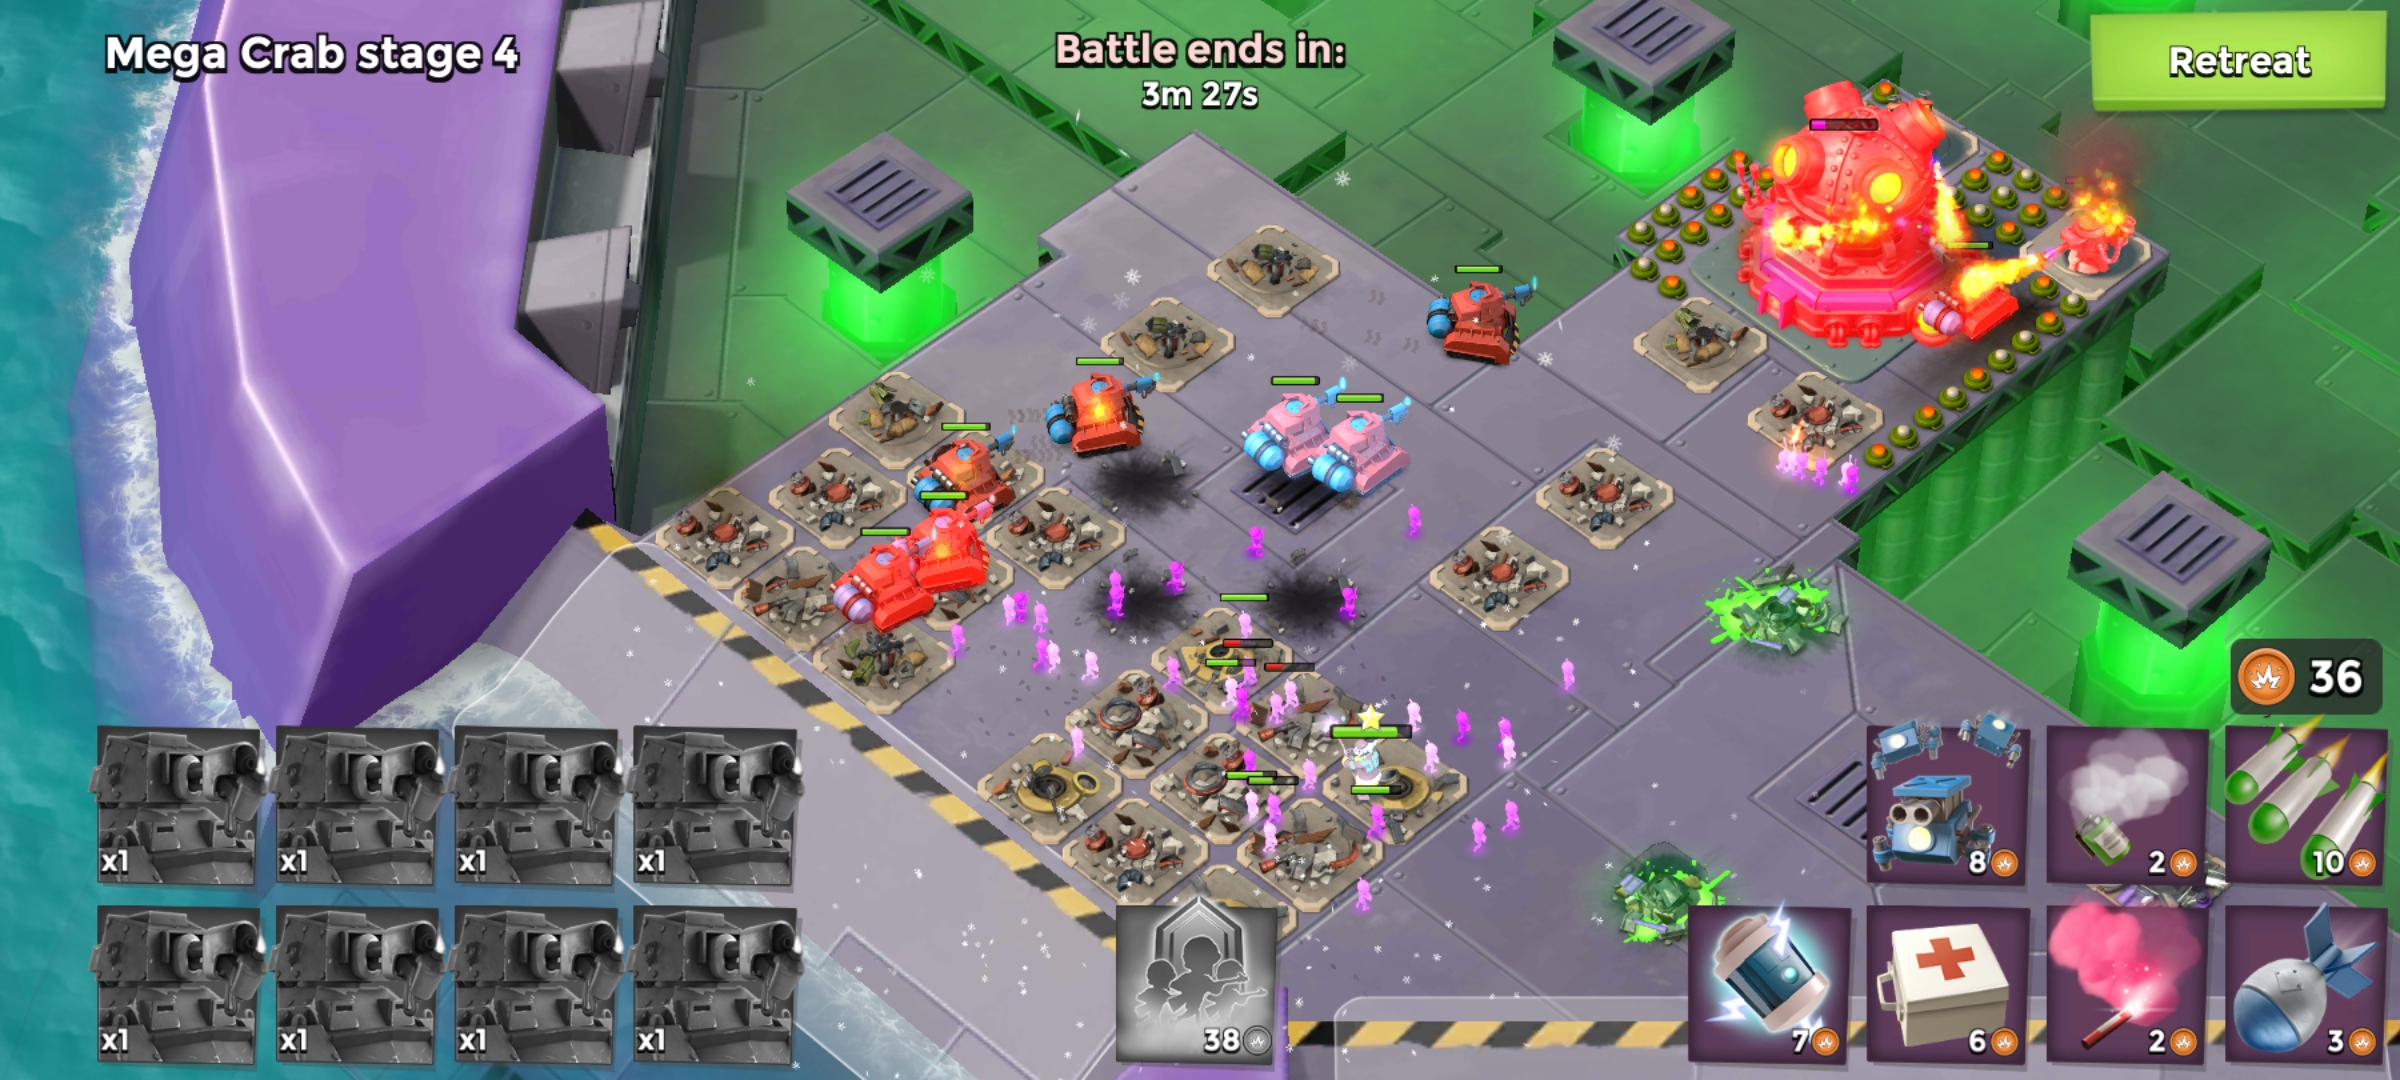 Mega Crab stage 4
Battle ends in:
3m 27s
Retreat
36
x1
x1
x1
x1
8
2
10
x1
x1
x1
x1
38
7
6
2
3